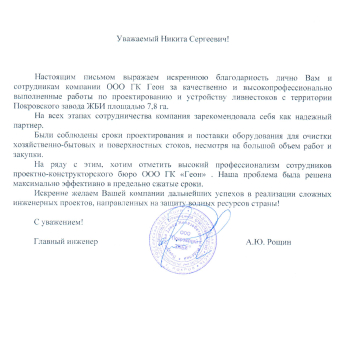 Уважаемый Никита Сергеевич!
Настоящим письмом выражаем искреннюю благодарность лично Вам и
сотрудникам компании ООО ГК Геон за качественно и высокопрофессионально
выполненные работы по проектированию и устройству ливнестоков с территории
Покровского завода ЖБИ площадью 7,8 га.
На всех этапах сотрудничества компания зарекомендовала себя как надежный
партнер.
Были соблюдены сроки проектирования и поставки оборудования для очистки
хозяйственно-бытовых и поверхностных стоков, несмотря на большой объем работ и
закупки.
На ряду с этим, хотим отметить высокий профессионализм сотрудников
проектно-конструкторского бюро ООО ГК «Геон» . Наша проблема была решена
максимально эффективно в предельно сжатые сроки.
Искренне желаем Вашей компании дальнейших успехов в реализации сложных
инженерных проектов, направленных на защиту водных ресурсов страны!
С уважением!
Главный инженер
А.Ю. Рощин